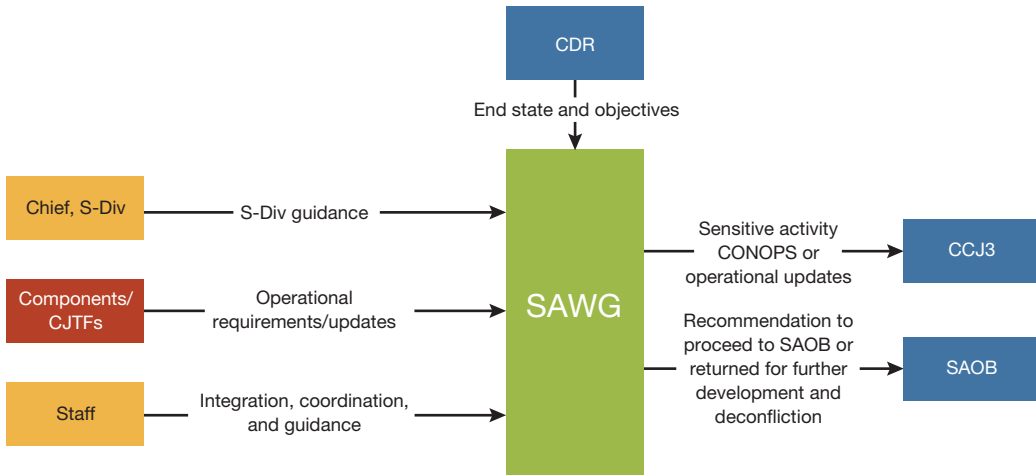 CDR
End state and objectives
Chief, S-Div
S-Div guidance
Components/
CJTFs
Operational
requirements/updates
Staff
Integration, coordination,
and guidance
SAWG
Sensitive activity
CONOPS or
operational updates
CCJ3
Recommendation to
proceed to SAOB or
returned for further
development and
deconfliction
SAOB